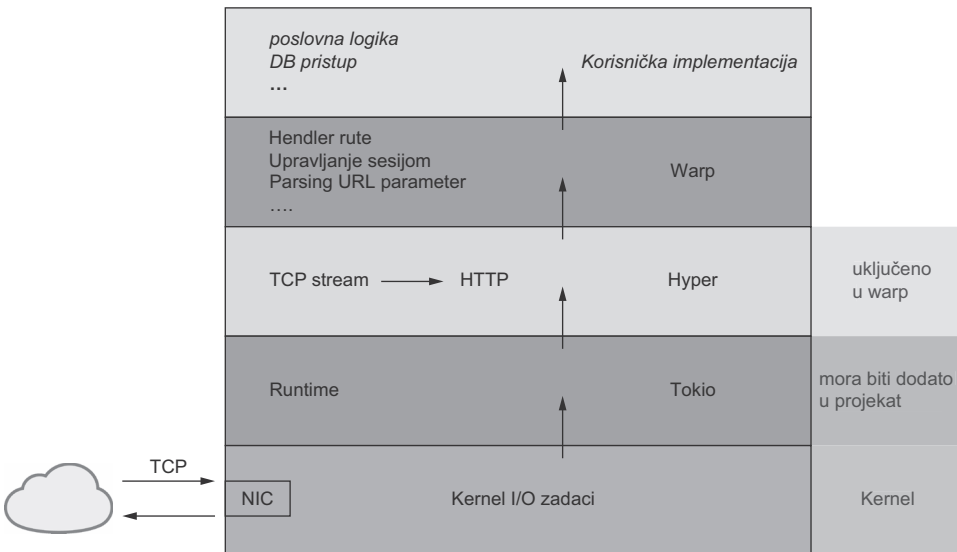 poslovna logika
DB pristup
...
Korisnička implementacija
Hendler rute
Upravljanje sesijom
Parsing URL parameter
....
Warp
TCP stream
HTTP
Hyper
uključeno
u warp
Runtime
Tokio
mora biti dodato
u projekat
TCP
NIC
Kernel I/O zadaci
Kernel